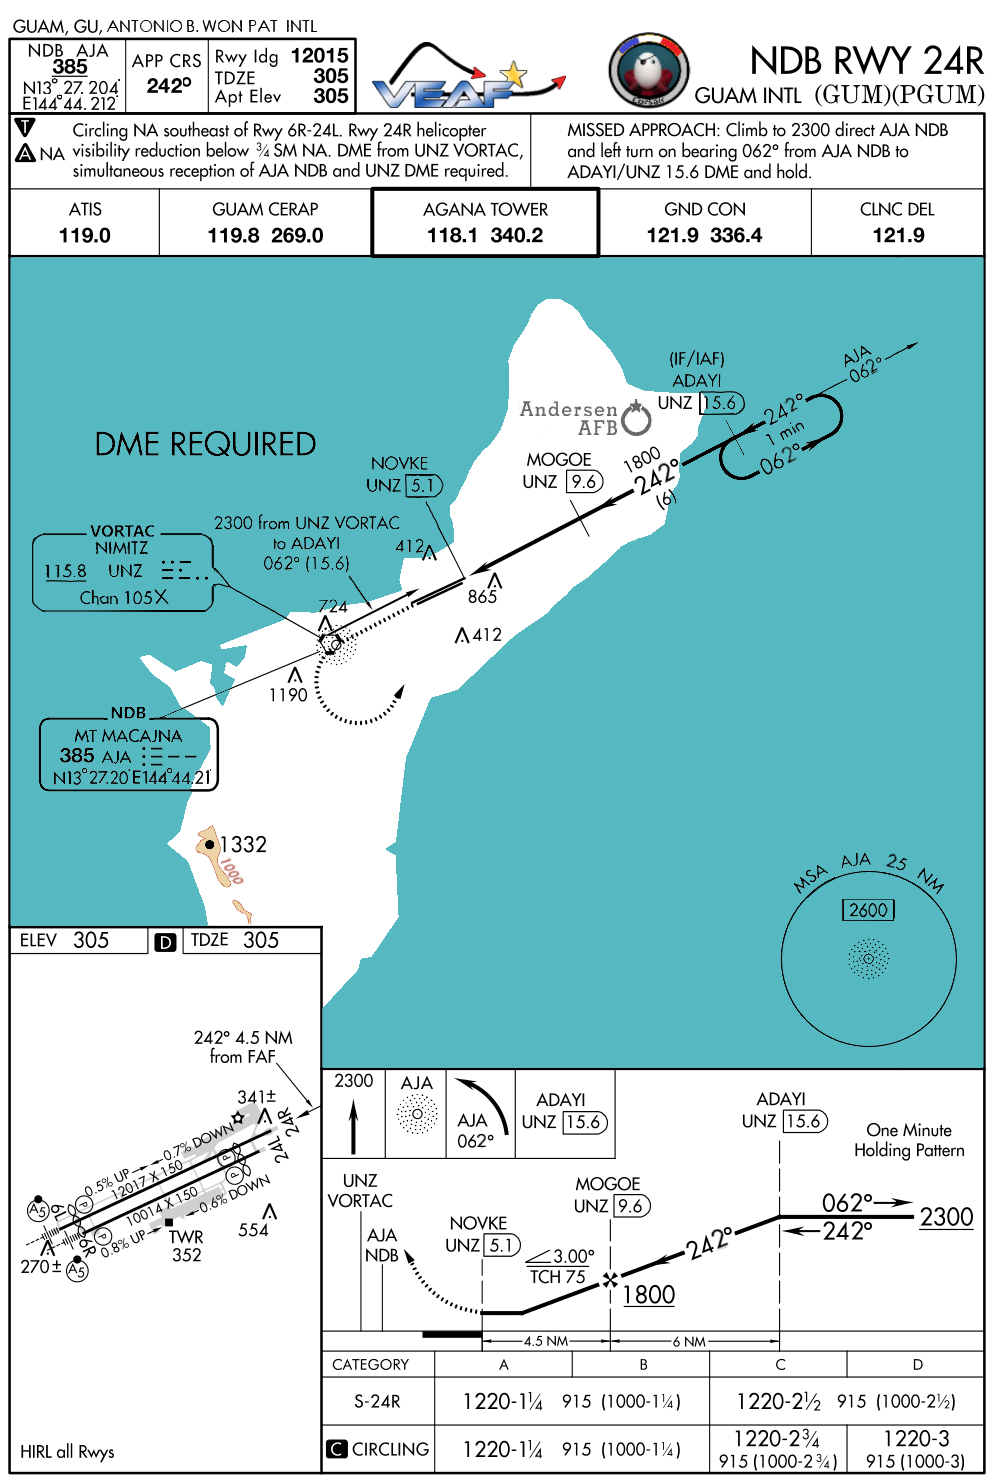 GUAM, GU, ANTONIO B. WON PAT INTL
NDB AJA
385
N13° 27. 204'
E144° 44. 212'
APP CRS
242°
Rwy ldg 12015
TDZE 305
Apt Elev 305
VEAF
Corsair
NDB RWY 24R
GUAM INTL (GUM)(PGUM)
T
A NA
Circling NA southeast of Rwy 6R-24L. Rwy 24R helicopter
visibility reduction below ¾ SM NA. DME from UNZ VORTAC,
simultaneous reception of AJA NDB and UNZ DME required.
MISSED APPROACH: Climb to 2300 direct AJA NDB
and left turn on bearing 062° from AJA NDB to
ADAYI/UNZ 15.6 DME and hold.
ATIS
119.0
GUAM CERAP
119.8 269.0
AGANA TOWER
118.1 340.2
GND CON
121.9 336.4
CLNC DEL
121.9
DME REQUIRED
Andersen
AFB
(IF/IAF)
ADAYI
UNZ 15.6
AJA
062°
242°
1 min
062°
MOGOE
UNZ 9.6
1800
242°
(6)
NOVKE
UNZ 5.1
2300 from UNZ VORTAC
to ADAYI
062° (15.6)
412
VORTAC
NIMITZ
115.8 UNZ
Chan 105X
724
865
412
1190
NDB
MT MACAJNA
385 AJA
N13°27.20' E144°44.21'
1332
1000
MSA AJA 25 NM
2600
ELEV 305
D
TDZE 305
242° 4.5 NM
from FAF
341±
24R
24L
0.7% DOWN
0.5% UP
12017 X 150
10014 X 150
0.6% DOWN
0.8% UP
P
P
P
P
6L
6R
A5
A5
TWR
352
554
270±
HIRL all Rwys
2300
AJA
AJA
062°
ADAYI
UNZ 15.6
ADAYI
UNZ 15.6
One Minute
Holding Pattern
UNZ
VORTAC
AJA
NDB
NOVKE
UNZ 5.1
MOGOE
UNZ 9.6
3.00°
TCH 75
242°
1800
062°
242°
2300
4.5 NM
6 NM
CATEGORY A B C D
S-24R 1220-1¼ 915 (1000-1¼) 1220-2½ 915 (1000-2½)
C CIRCLING 1220-1¼ 915 (1000-1¼) 1220-2¾ 915 (1000-2¾) 1220-3 915 (1000-3)